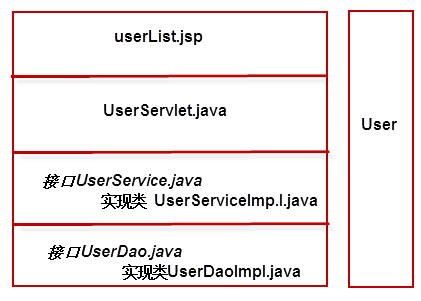 userList.jsp
UserServlet.java
User
接口UserService.java
实现类 UserServiceImp.l.java
接口UserDao.java
实现类UserDaoImpl.java